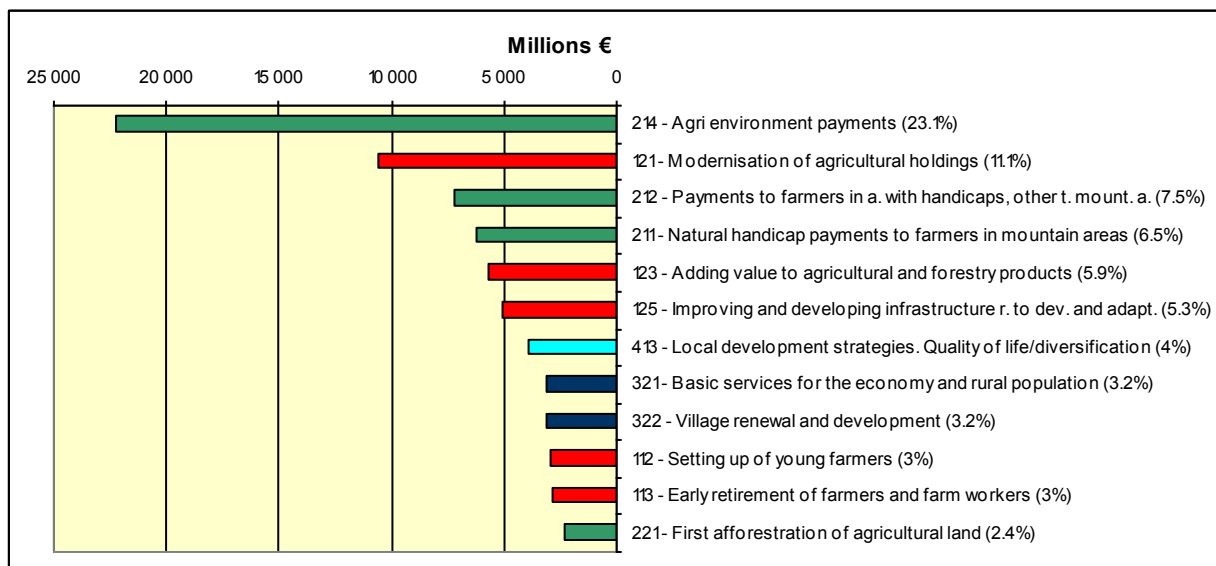 Millions €
25 000 20 000 15 000 10 000 5 000 0
214 - Agri environment payments (23.1%)
121 - Modernisation of agricultural holdings (11.1%)
212 - Payments to farmers in a. with handicaps, other t. mount. a. (7.5%)
211 - Natural handicap payments to farmers in mountain areas (6.5%)
123 - Adding value to agricultural and forestry products (5.9%)
125 - Improving and developing infrastructure r. to dev. and adapt. (5.3%)
413 - Local development strategies. Quality of life/diversification (4%)
321 - Basic services for the economy and rural population (3.2%)
322 - Village renewal and development (3.2%)
112 - Setting up of young farmers (3%)
113 - Early retirement of farmers and farm workers (3%)
221 - First afforestration of agricultural land (2.4%)